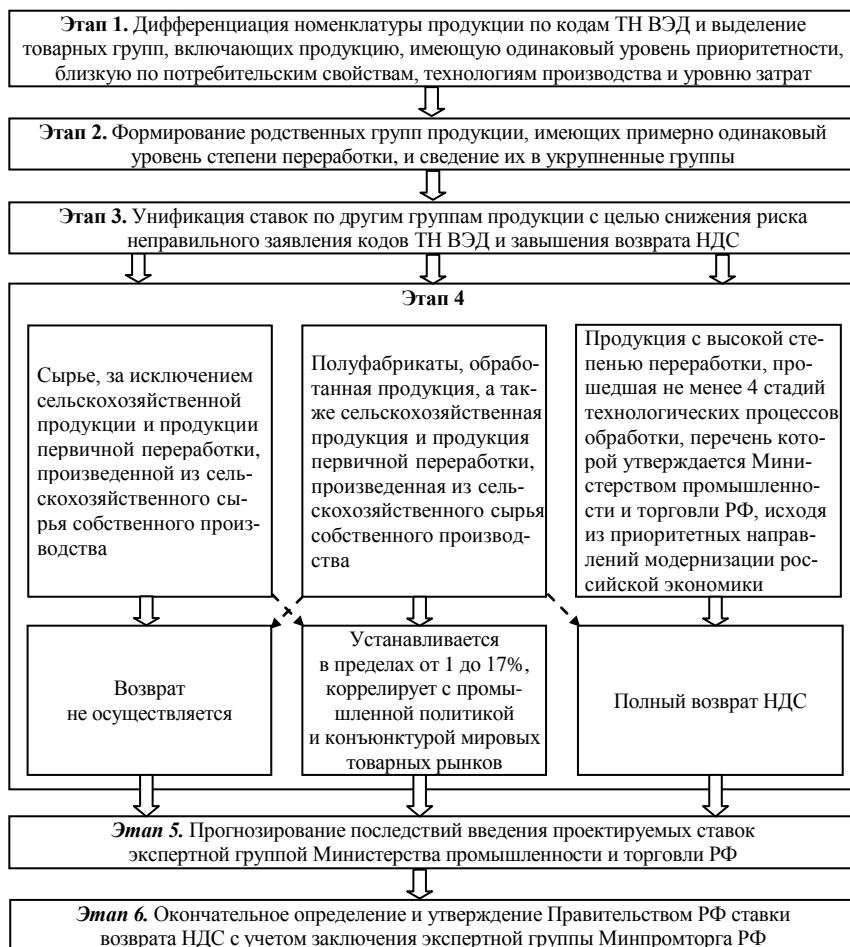 Этап 1. Дифференциация номенклатуры продукции по кодам ТН ВЭД и выделение
товарных групп, включающих продукцию, имеющую одинаковый уровень приоритетности,
близкую по потребительским свойствам, технологиям производства и уровню затрат
Этап 2. Формирование родственных групп продукции, имеющих примерно одинаковый
уровень степени переработки, и сведение их в укрупненные группы
Этап 3. Унификация ставок по другим группам продукции с целью снижения риска
неправильного заявления кодов ТН ВЭД и завышения возврата НДС
Этап 4
Сырье, за исключением
сельскохозяйственной
продукции и продукции
первичной переработки,
произведенной из сель-
скохозяйственного сы-
рья собственного произ-
водства
Полуфабрикаты, обрабо-
танная продукция, а так-
же сельскохозяйственная
продукция и продукция
первичной переработки,
произведенная из сель-
скохозяйственного сырья
собственного производ-
ства
Продукция с высокой сте-
пенью переработки, про-
шедшая не менее 4 стадий
технологических процессов
обработки, перечень кото-
рой утверждается Мини-
стерством промышленно-
сти и торговли РФ, исходя
из приоритетных направ-
лений модернизации рос-
сийской экономики
Возврат
не осуществляется
Устанавливается
в пределах от 1 до 17%,
коррелирует с промы-
шленной политикой
и конъюнктурой мировых
товарных рынков
Полный возврат НДС
Этап 5. Прогнозирование последствий введения проектируемых ставок
экспертной группой Министерства промышленности и торговли РФ
Этап 6. Окончательное определение и утверждение Правительством РФ ставки
возврата НДС с учетом заключения экспертной группы Минпромторга РФ